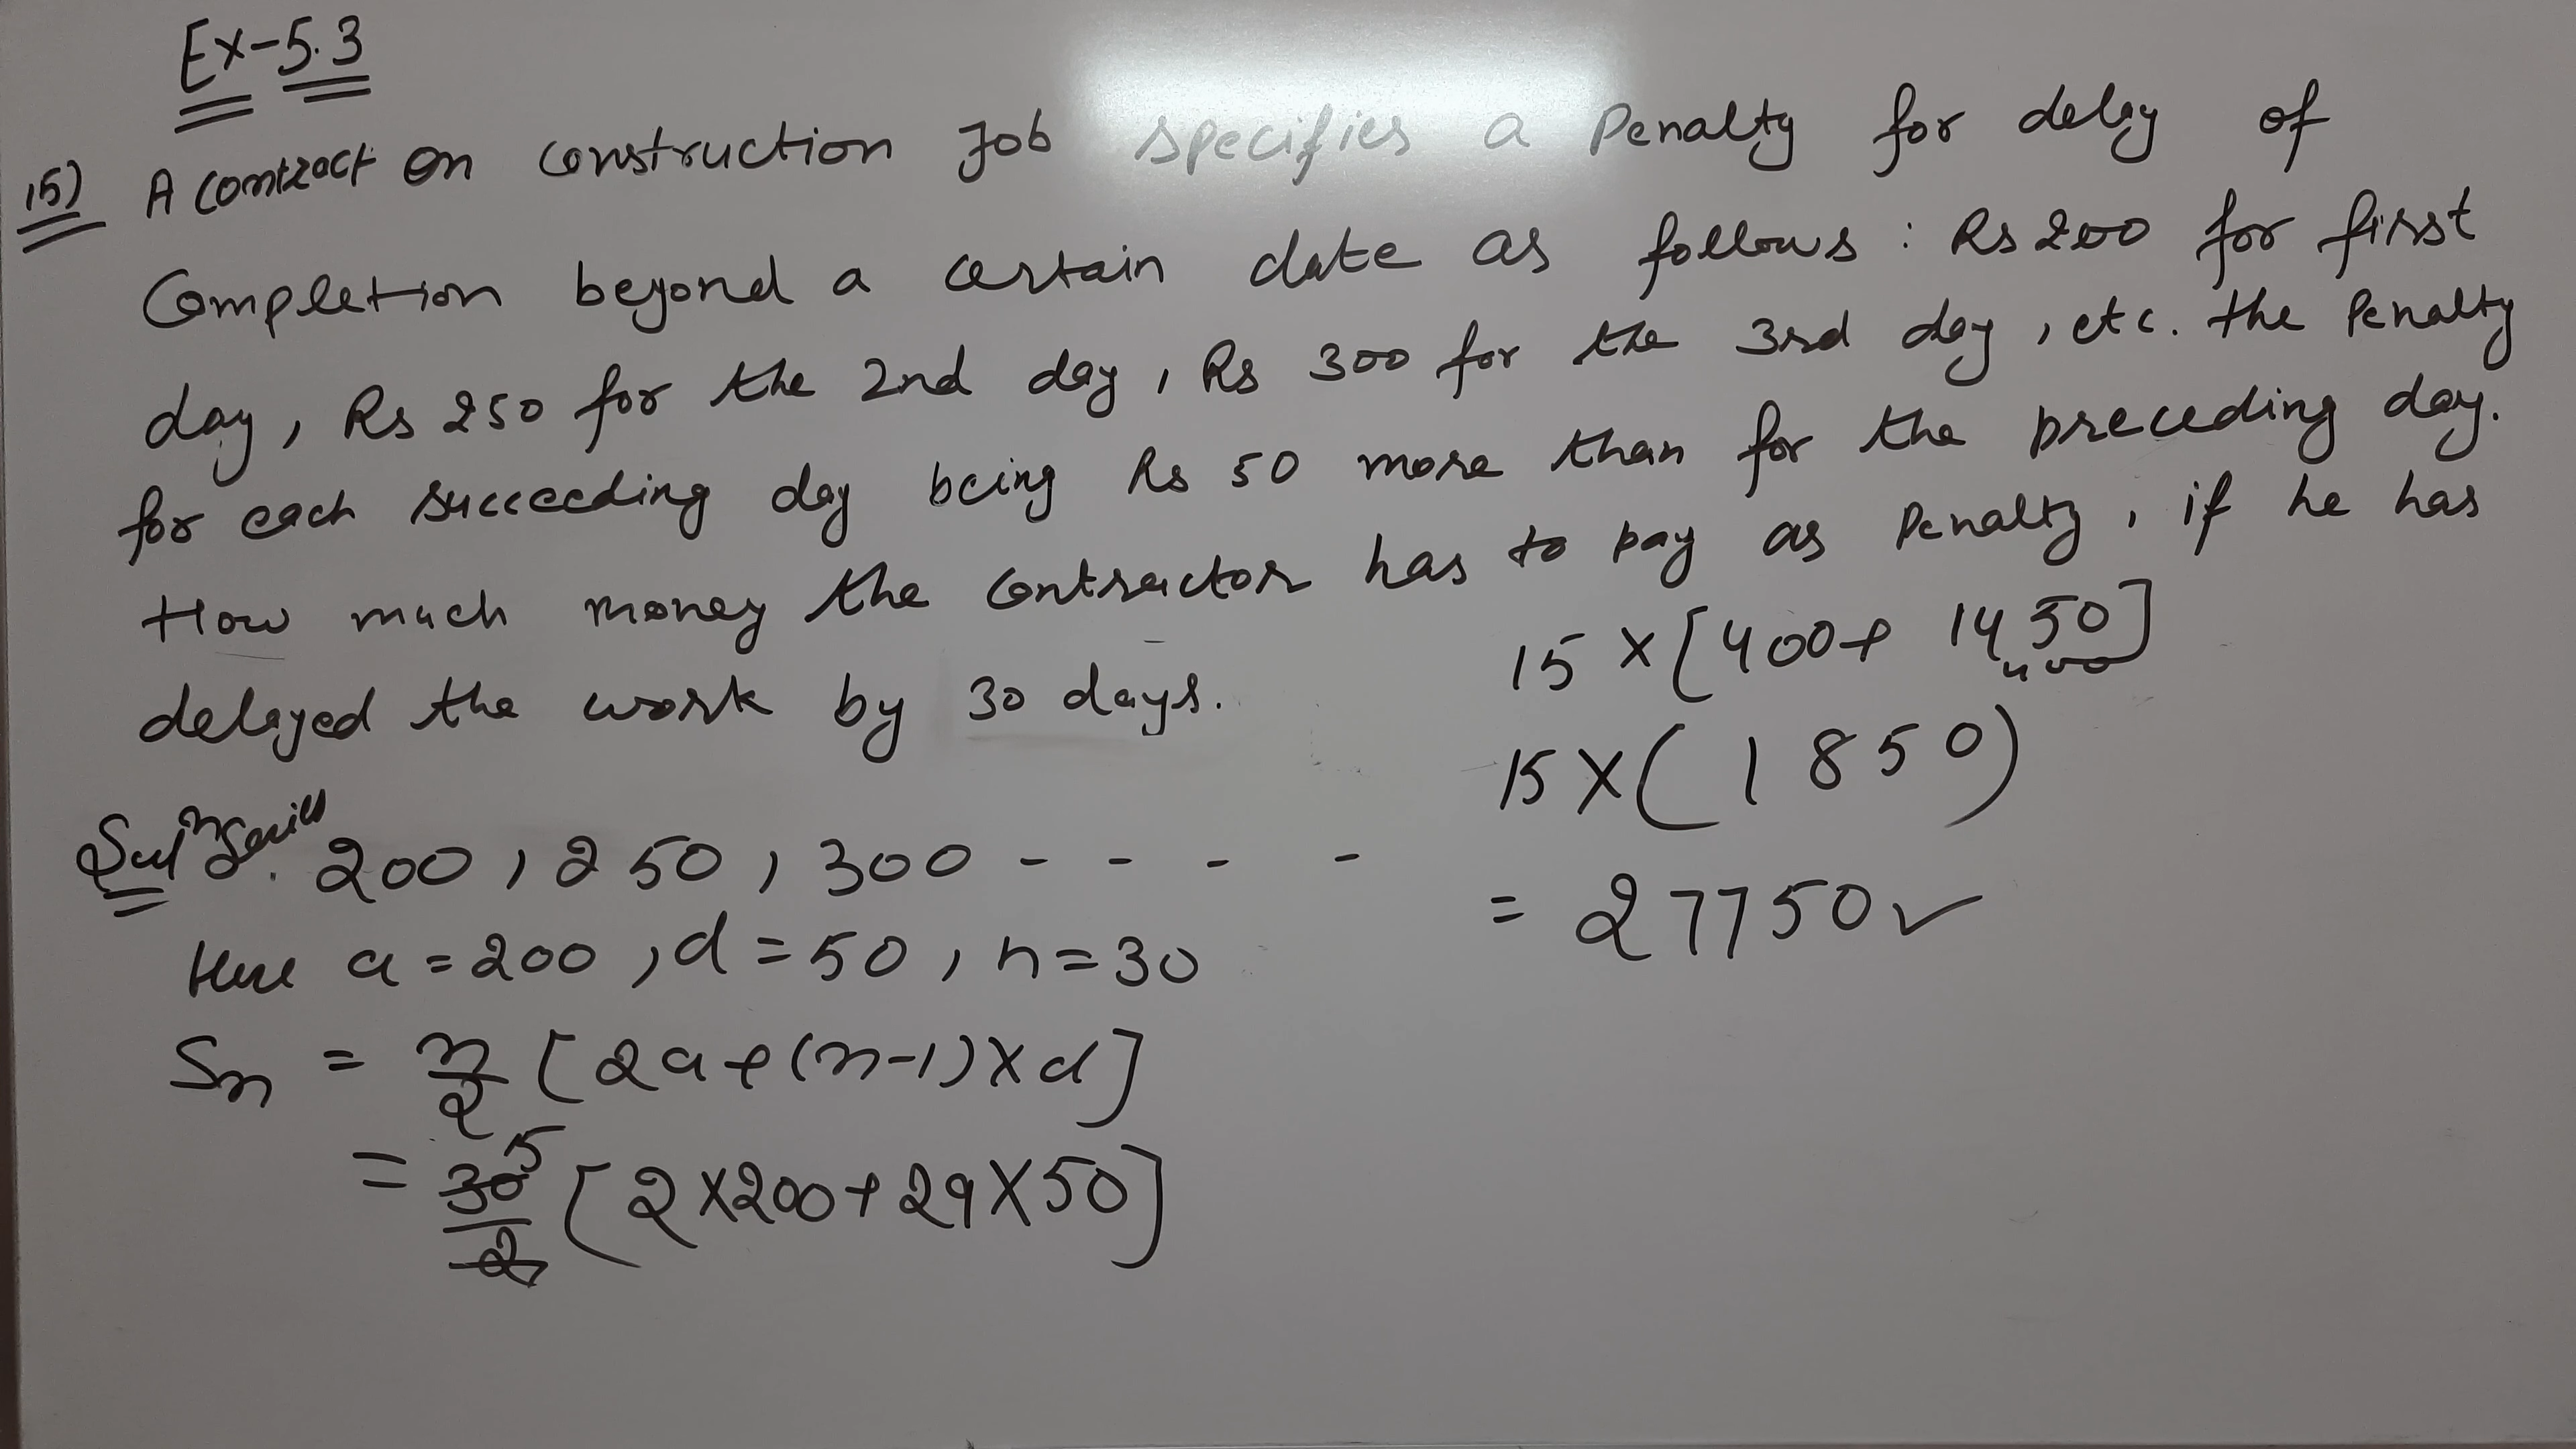 Ex-5.3
15) A contract on construction Job specifies a Penalty for delay of
Completion beyond a certain date as follows : Rs 200 for first
day, Rs 250 for the 2nd day, Rs 300 for the 3rd day, etc. the Penalty
for each succeeding day being Rs 50 more than for the preceding day.
How much money the contractor has to pay as Penalty, if he has
delayed the work by 30 days.
Sol^n Series 200, 250, 300 - - - -
Here a = 200, d = 50, n = 30
Sn = n/2 [2a + (n-1) × d]
= 30/2 15 [2 × 200 + 29 × 50]
15 × [400 + 1450]
400
15 × (1850)
= 27750 ✓